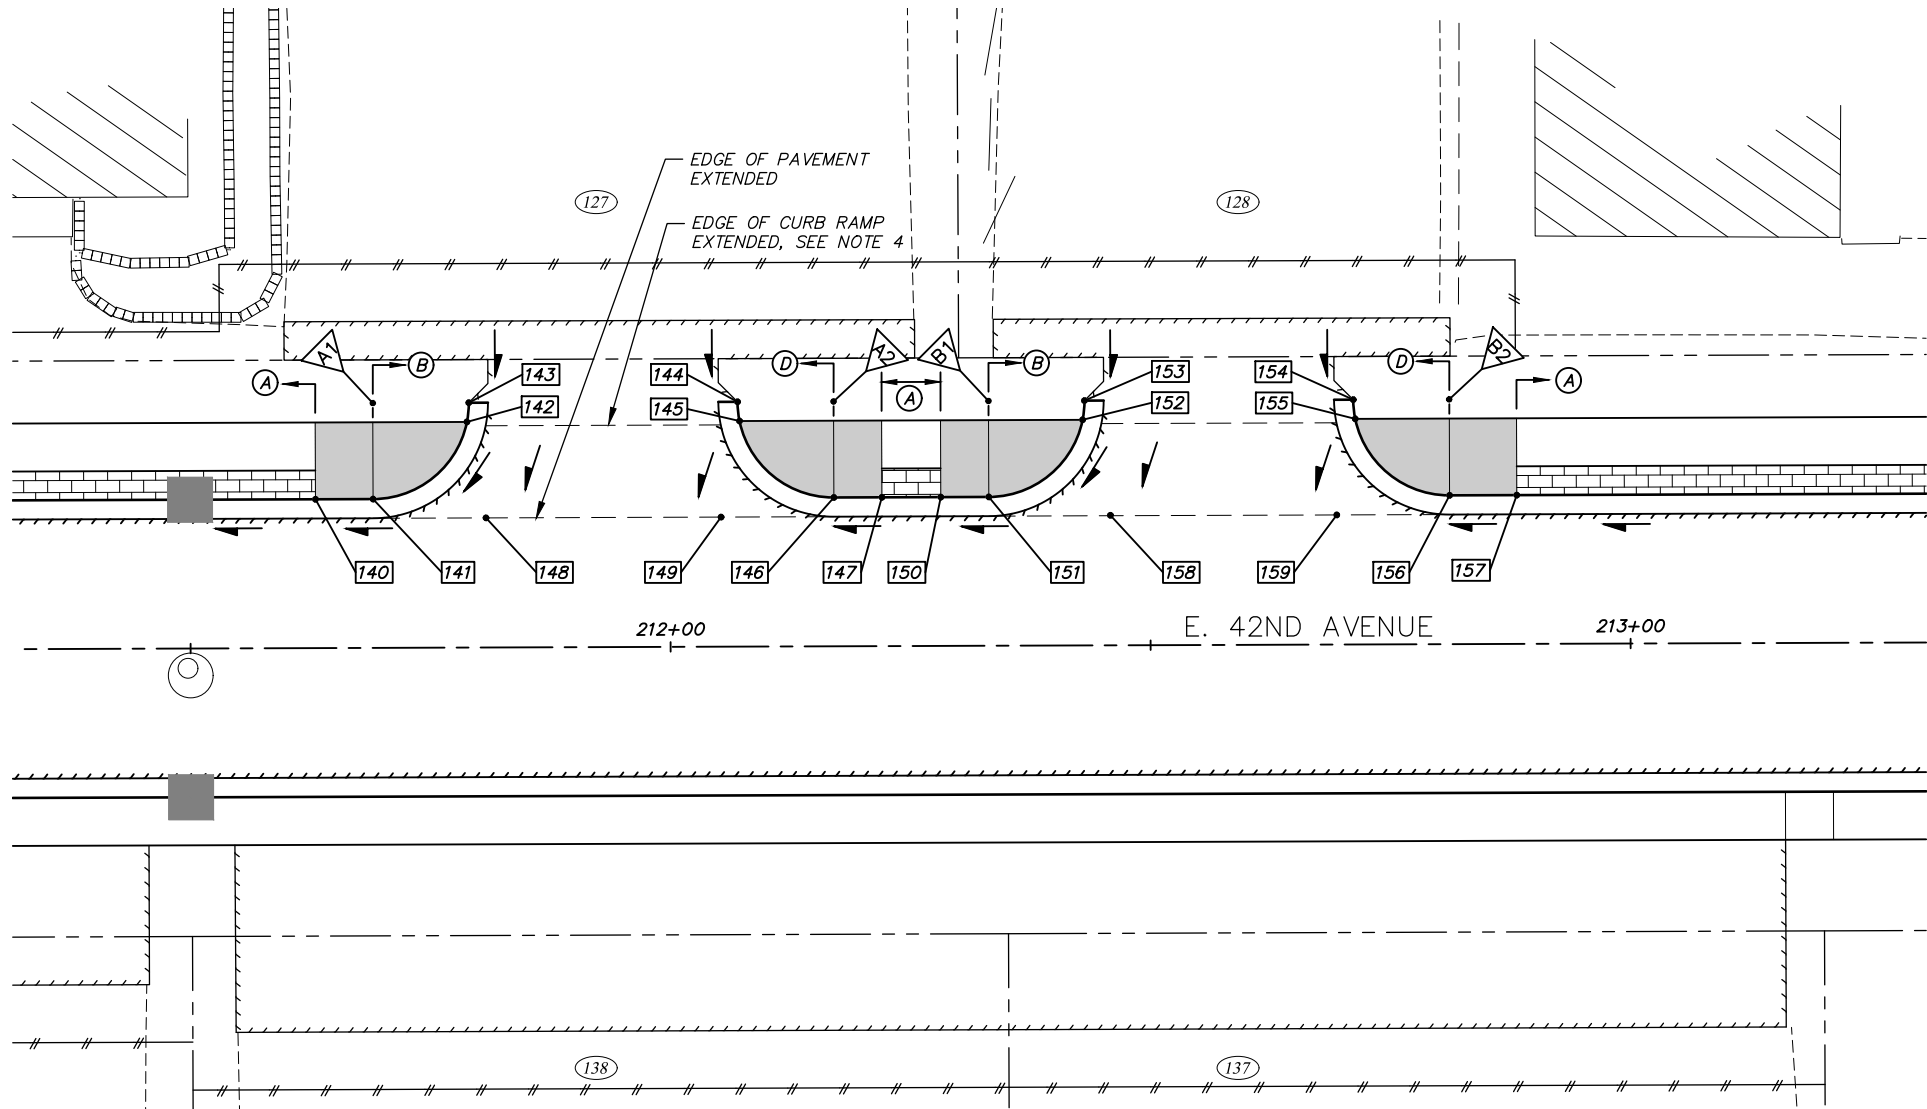 EDGE OF PAVEMENT
EXTENDED
127
128
EDGE OF CURB RAMP
EXTENDED, SEE NOTE 4
A1
B
A
143
142
144
145
D
A2
B1
A
B
153
152
154
155
D
B2
A
140
141
148
149
146
147
150
151
158
159
156
157
212+00
E. 42ND AVENUE
213+00
138
137